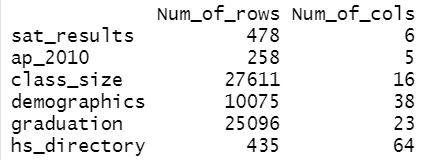 Num_of_rows Num_of_cols
sat_results 478 6
ap_2010 258 5
class_size 27611 16
demographics 10075 38
graduation 25096 23
hs_directory 435 64